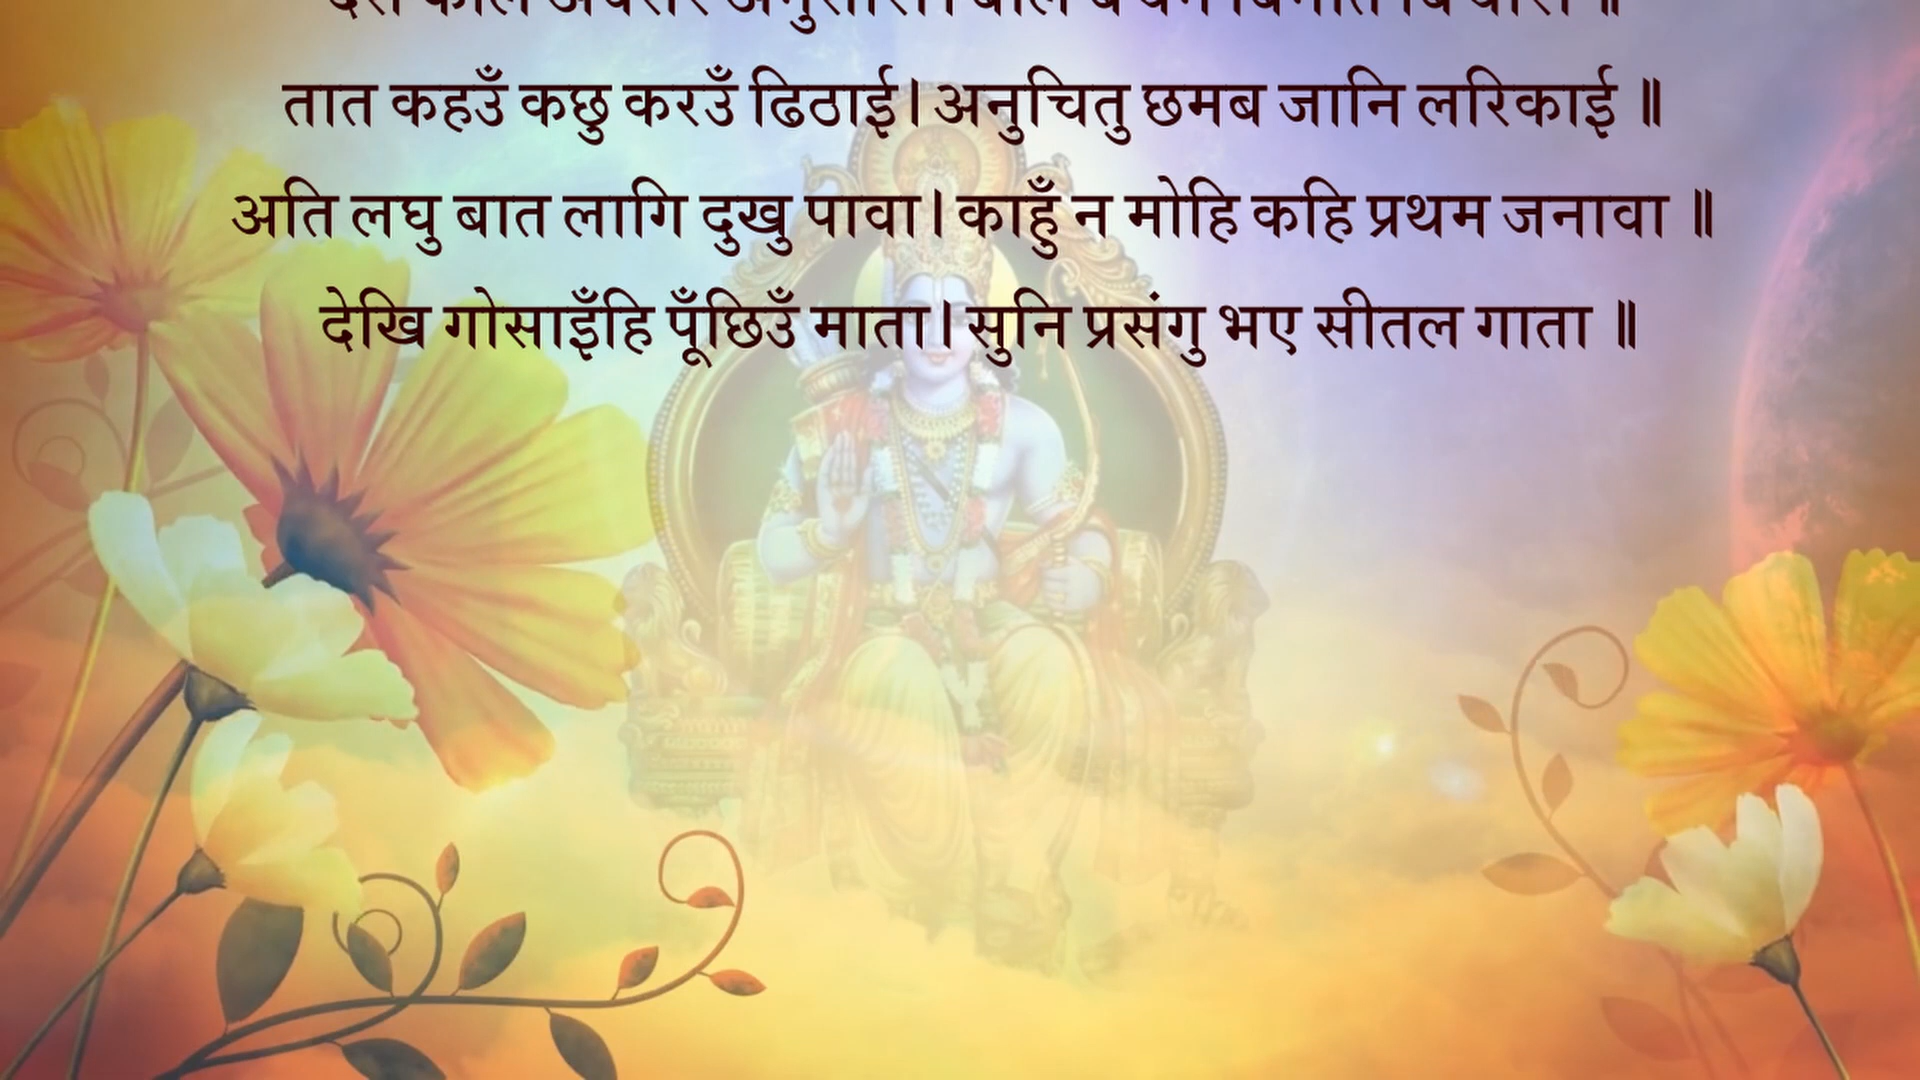 तात कहउँ कछु करउँ ढिठाई। अनुचितु छमब जानि लरिकाई ॥
अति लघु बात लागि दुखु पावा। काहुँ न मोहि कहि प्रथम जनावा ॥
देखि गोसाइँहि पूँछिउँ माता। सुनि प्रसंगु भए सीतल गाता ॥